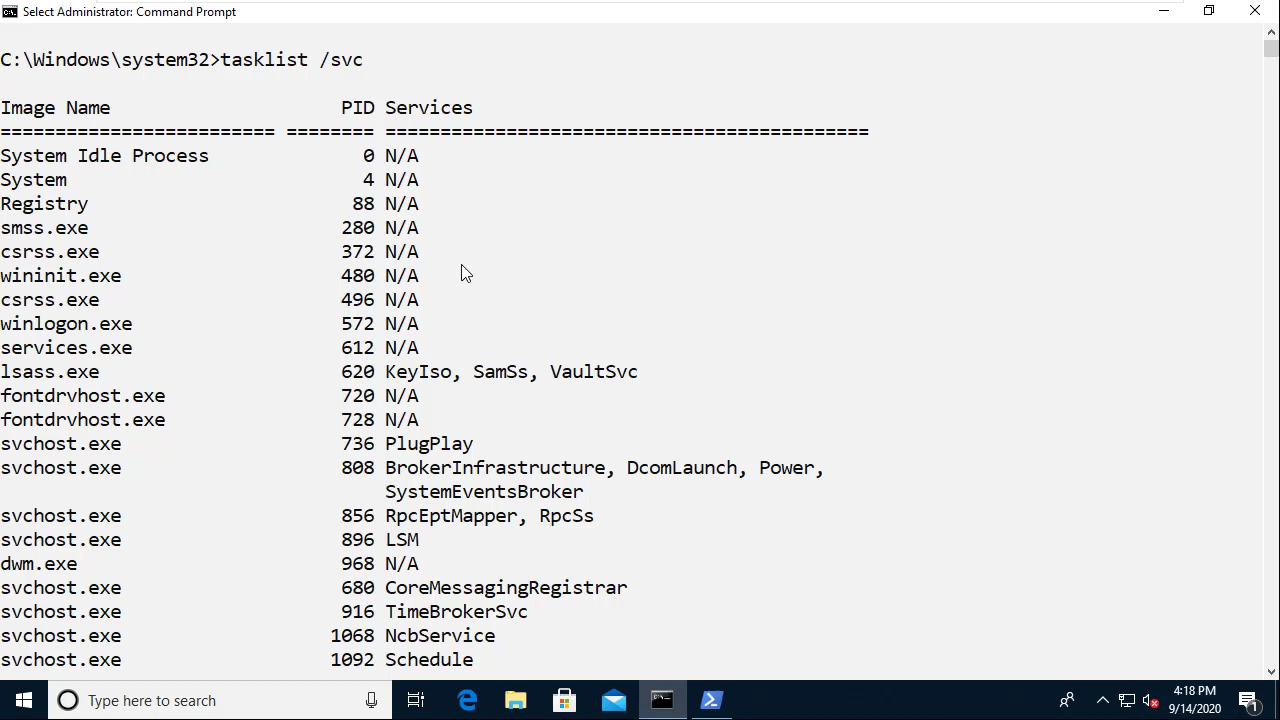 Select Administrator: Command Prompt
C:\Windows\system32>tasklist /svc
Image Name                     PID Services
========================= ======== ============================================
System Idle Process              0 N/A
System                           4 N/A
Registry                        88 N/A
smss.exe                       280 N/A
csrss.exe                      372 N/A
wininit.exe                    480 N/A
csrss.exe                      496 N/A
winlogon.exe                   572 N/A
services.exe                   612 N/A
lsass.exe                      620 KeyIso, SamSs, VaultSvc
fontdrvhost.exe                720 N/A
fontdrvhost.exe                728 N/A
svchost.exe                    736 PlugPlay
svchost.exe                    808 BrokerInfrastructure, DcomLaunch, Power,
                                   SystemEventsBroker
svchost.exe                    856 RpcEptMapper, RpcSs
svchost.exe                    896 LSM
dwm.exe                        968 N/A
svchost.exe                    680 CoreMessagingRegistrar
svchost.exe                    916 TimeBrokerSvc
svchost.exe                   1068 NcbService
svchost.exe                   1092 Schedule
Type here to search
4:18 PM
9/14/2020
1